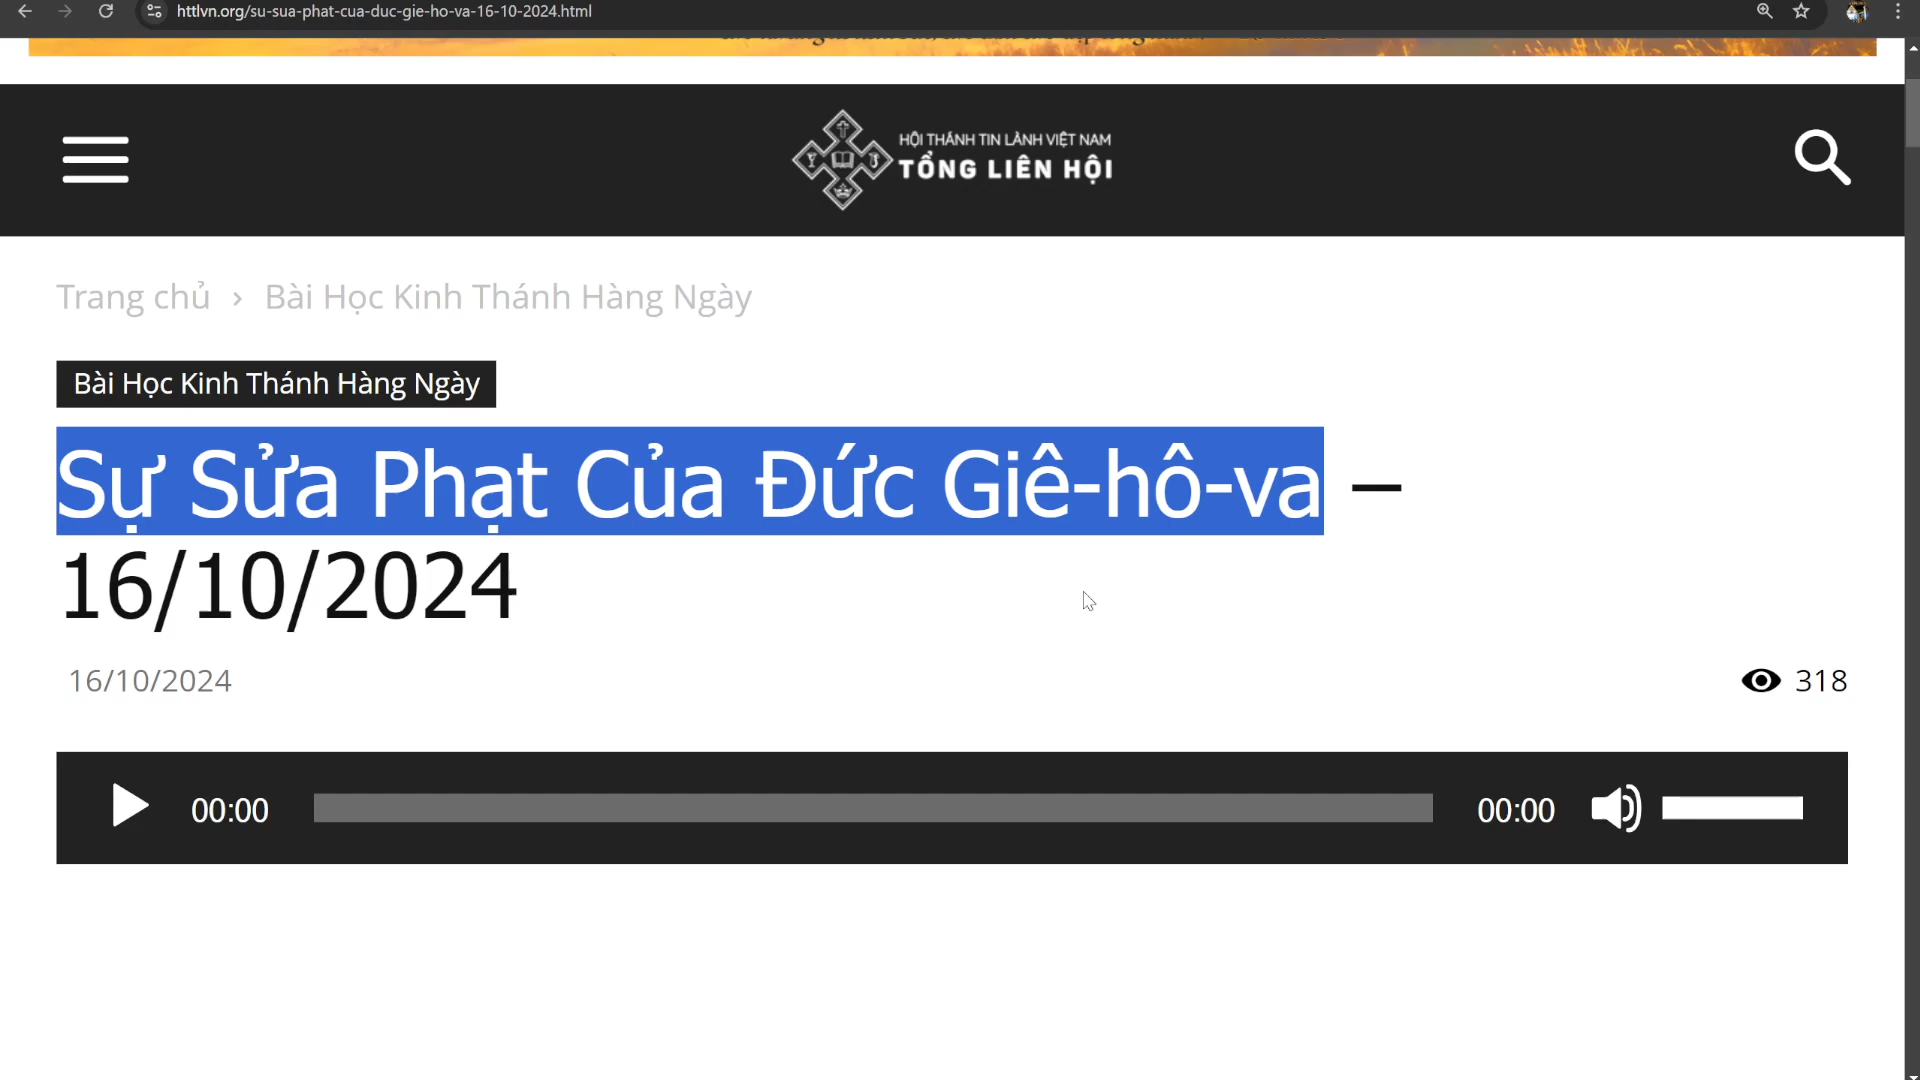 httlvn.org/su-sua-phat-cua-duc-gie-ho-va-16-10-2024.html
HỘI THÁNH TIN LÀNH VIỆT NAM
TỔNG LIÊN HỘI
Trang chủ › Bài Học Kinh Thánh Hàng Ngày
Bài Học Kinh Thánh Hàng Ngày
Sự Sửa Phạt Của Đức Giê-hô-va –
16/10/2024
16/10/2024
318
00:00
00:00